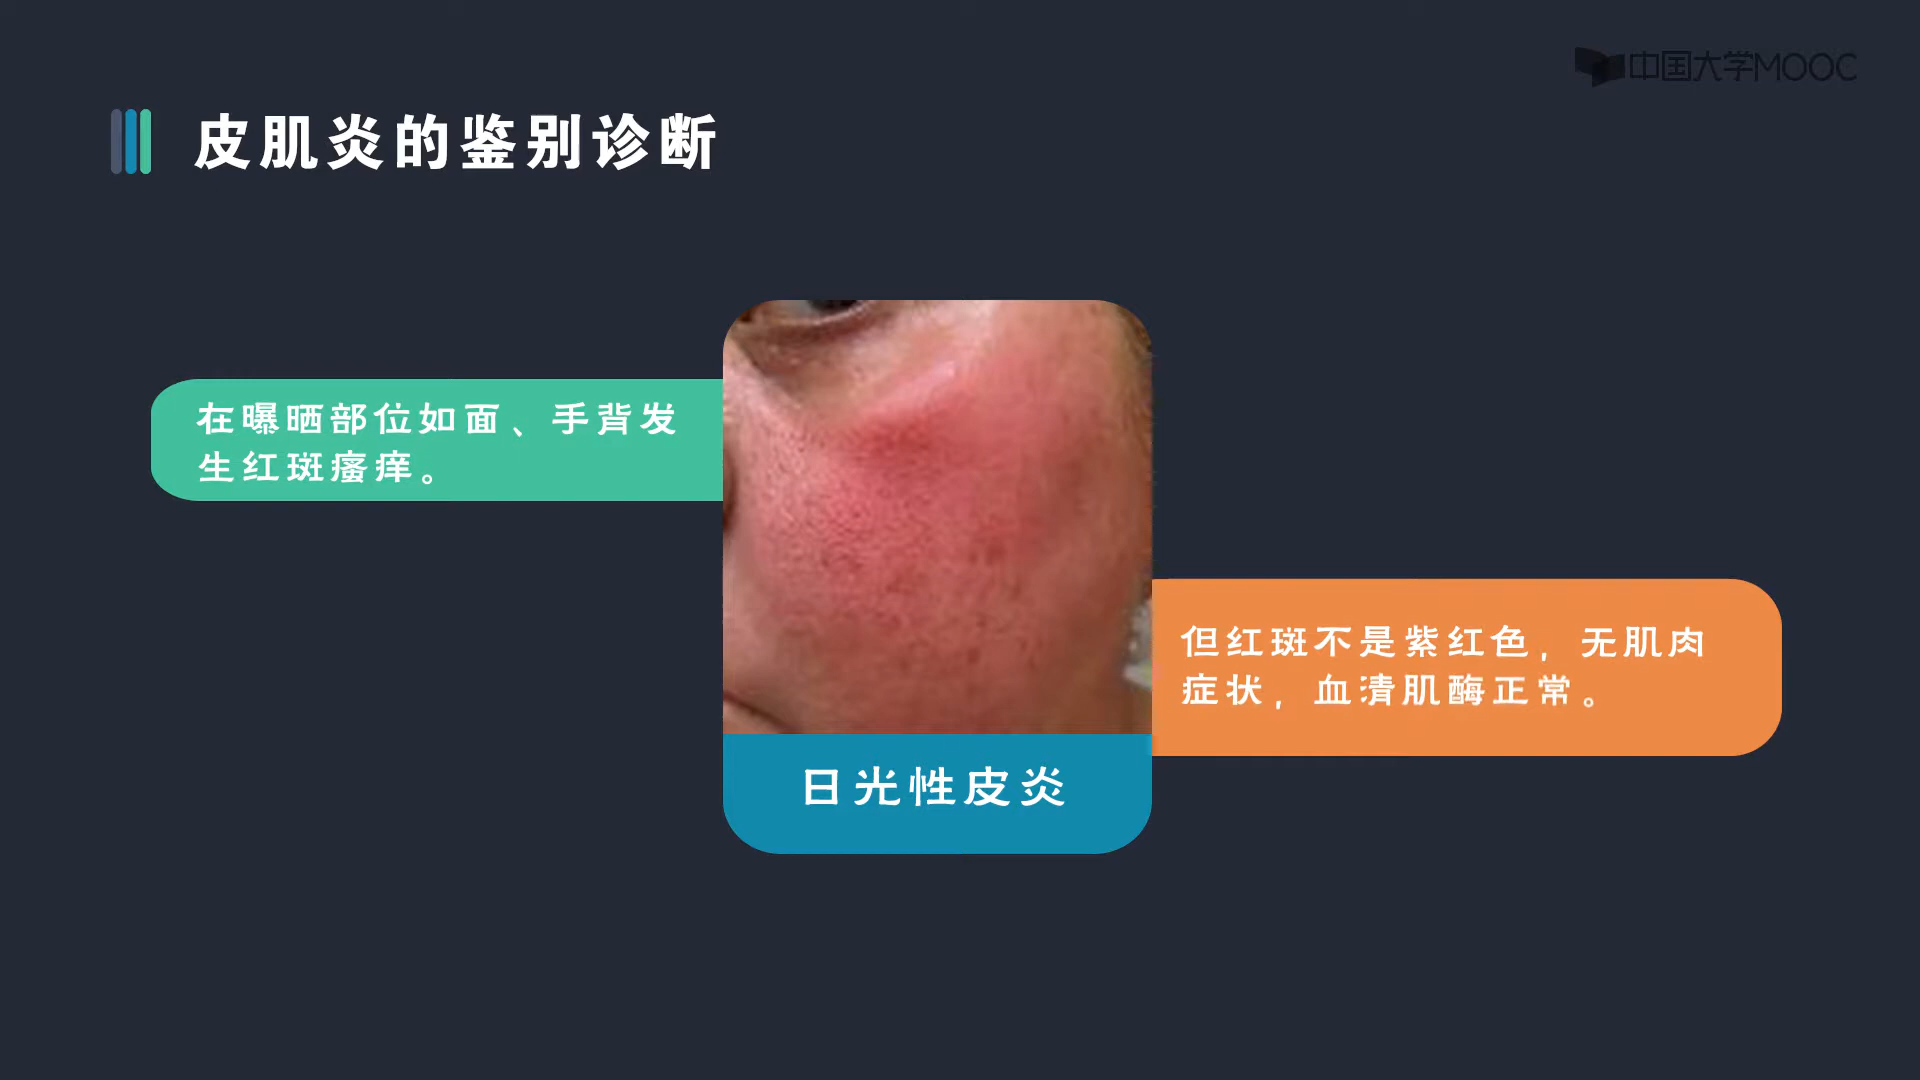 中国大学MOOC
皮肌炎的鉴别诊断
在曝晒部位如面、手背发
生红斑瘙痒。
但红斑不是紫红色，无肌肉
症状，血清肌酶正常。
日光性皮炎